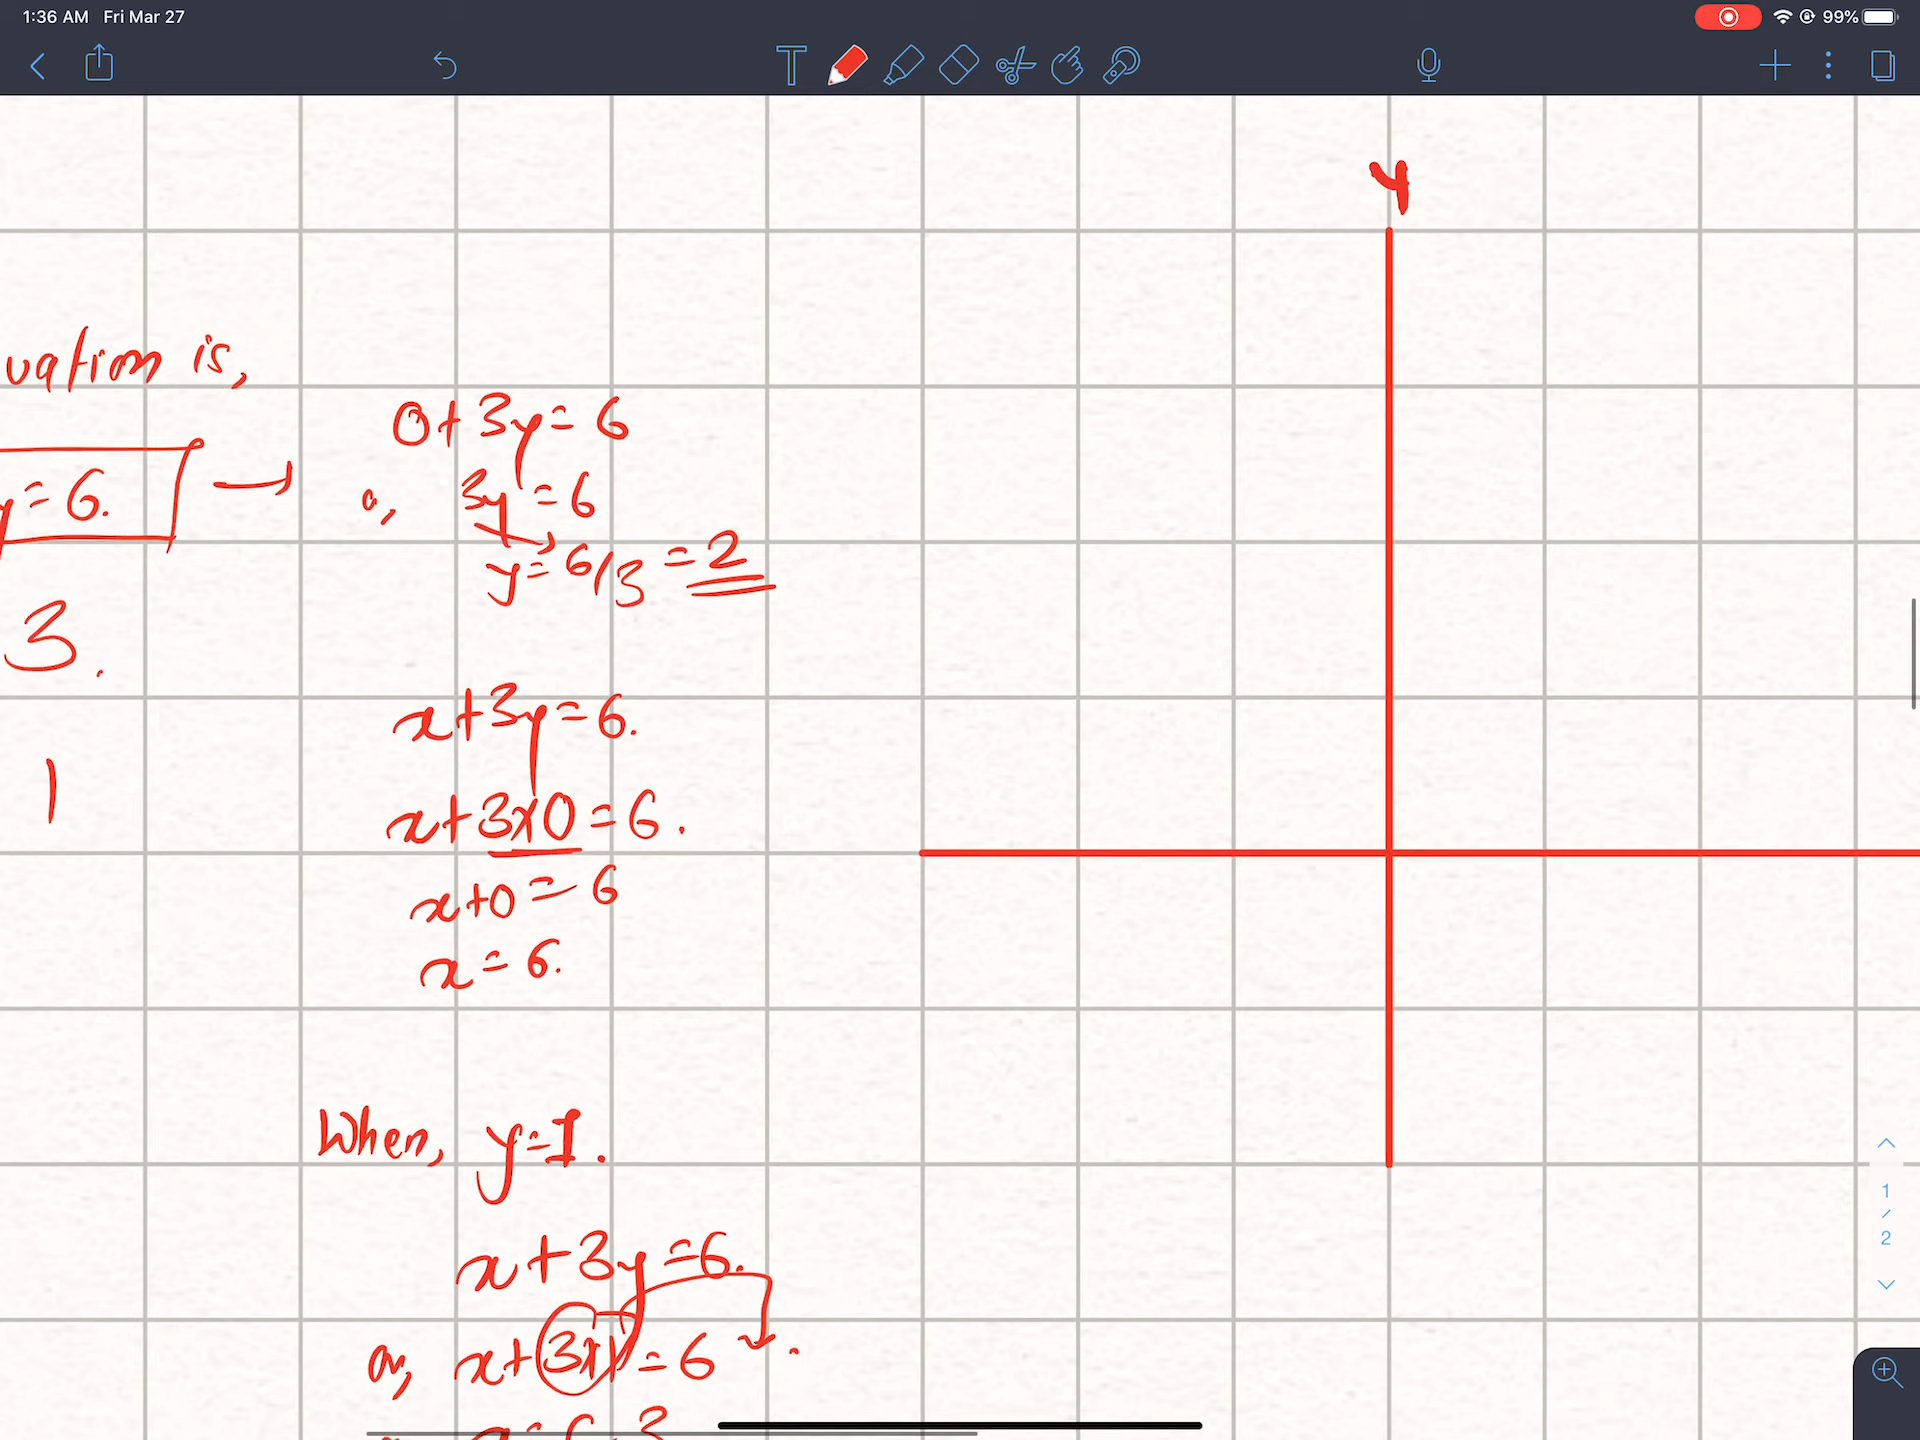 1:36 AM Fri Mar 27
99%
T
y
uation is,
y = 6.
3.
1
0 + 3y = 6
3y = 6
y = 6/3 = 2
x + 3y = 6.
x + 3x0 = 6.
x + 0 = 6
x = 6.
When, y = 1.
x + 3y = 6.
or, x + 3x1 = 6
1
/
2